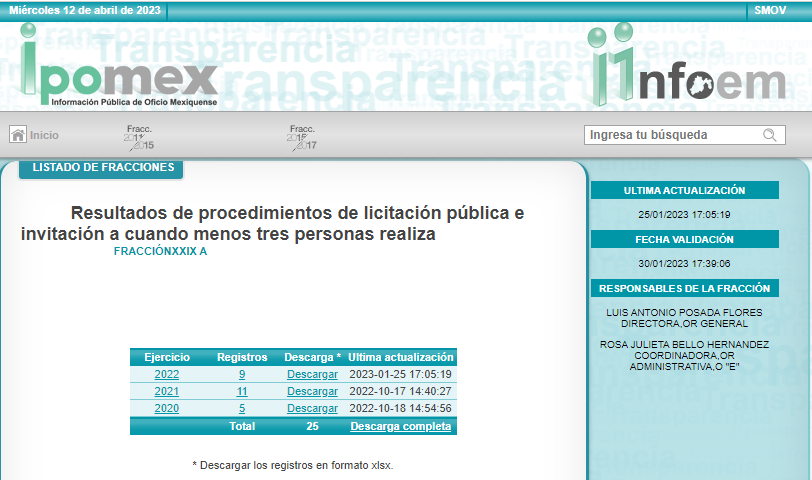 Miércoles 12 de abril de 2023
SMOV
ipomex
Información Pública de Oficio Mexiquense
Transparencia
infoem
Inicio
Fracc.
2011
/2015
Fracc.
2015
/2017
Ingresa tu búsqueda
LISTADO DE FRACCIONES
Resultados de procedimientos de licitación pública e
invitación a cuando menos tres personas realiza
FRACCIÓNXXIX A
Ejercicio Registros Descarga * Ultima actualización
2022 9 Descargar 2023-01-25 17:05:19
2021 11 Descargar 2022-10-17 14:40:27
2020 5 Descargar 2022-10-18 14:54:56
Total 25 Descarga completa
* Descargar los registros en formato xlsx.
ULTIMA ACTUALIZACIÓN
25/01/2023 17:05:19
FECHA VALIDACIÓN
30/01/2023 17:39:06
RESPONSABLES DE LA FRACCIÓN
LUIS ANTONIO POSADA FLORES
DIRECTORA,OR GENERAL
ROSA JULIETA BELLO HERNANDEZ
COORDINADORA,OR
ADMINISTRATIVA,O "E"